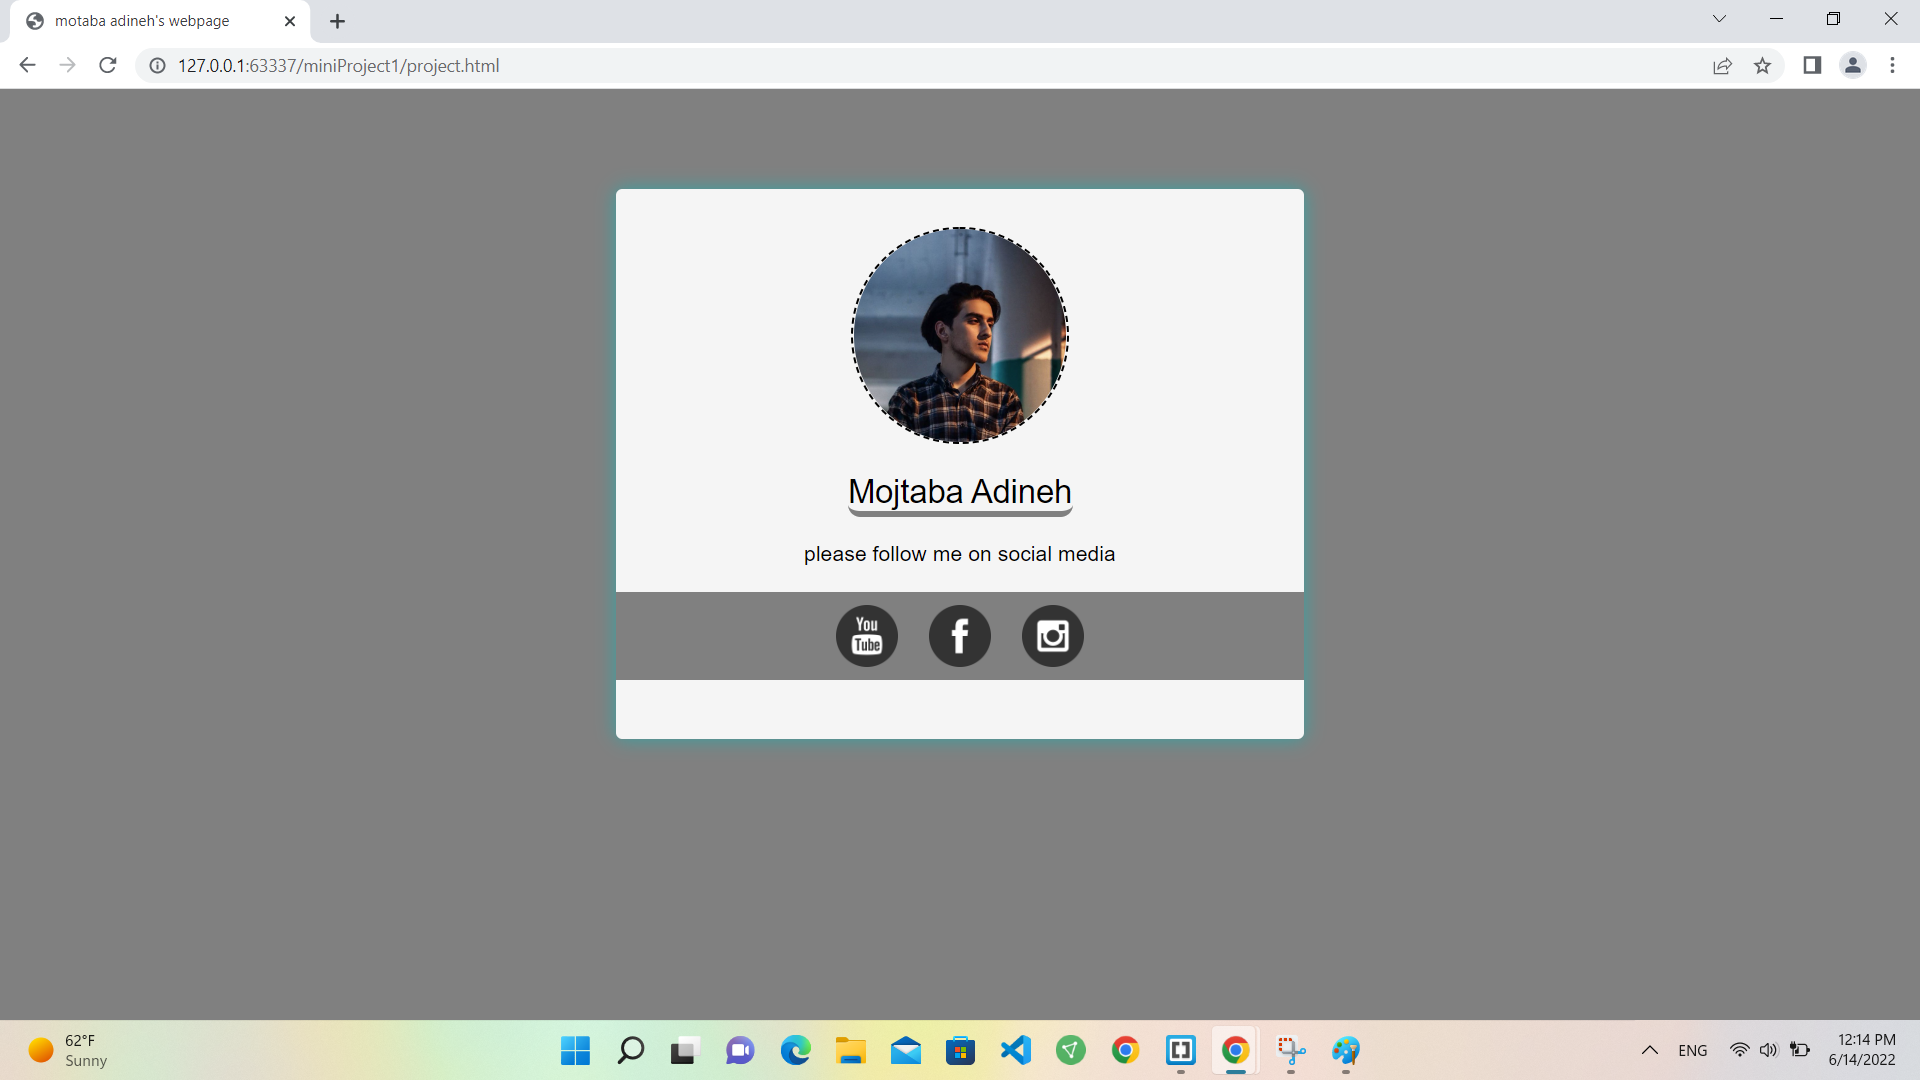 motaba adineh's webpage
127.0.0.1:63337/miniProject1/project.html
Mojtaba Adineh
please follow me on social media
You
Tube
f
62°F
Sunny
ENG
12:14 PM
6/14/2022